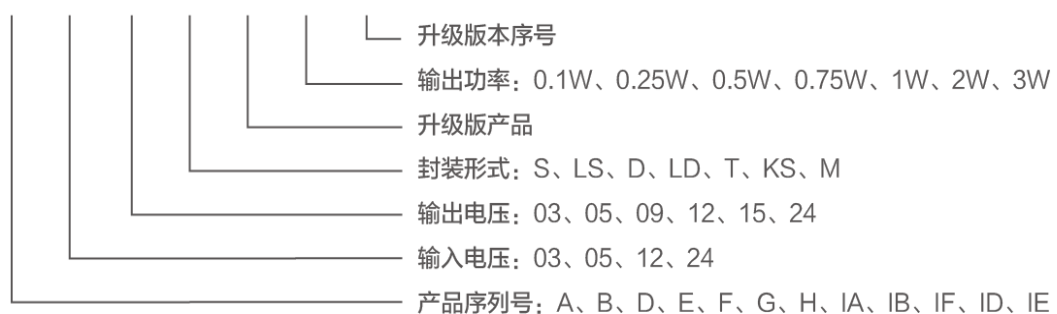 升级版本序号
输出功率：0.1W、0.25W、0.5W、0.75W、1W、2W、3W
升级版产品
封装形式：S、LS、D、LD、T、KS、M
输出电压：03、05、09、12、15、24
输入电压：03、05、12、24
产品序列号：A、B、D、E、F、G、H、IA、IB、IF、ID、IE